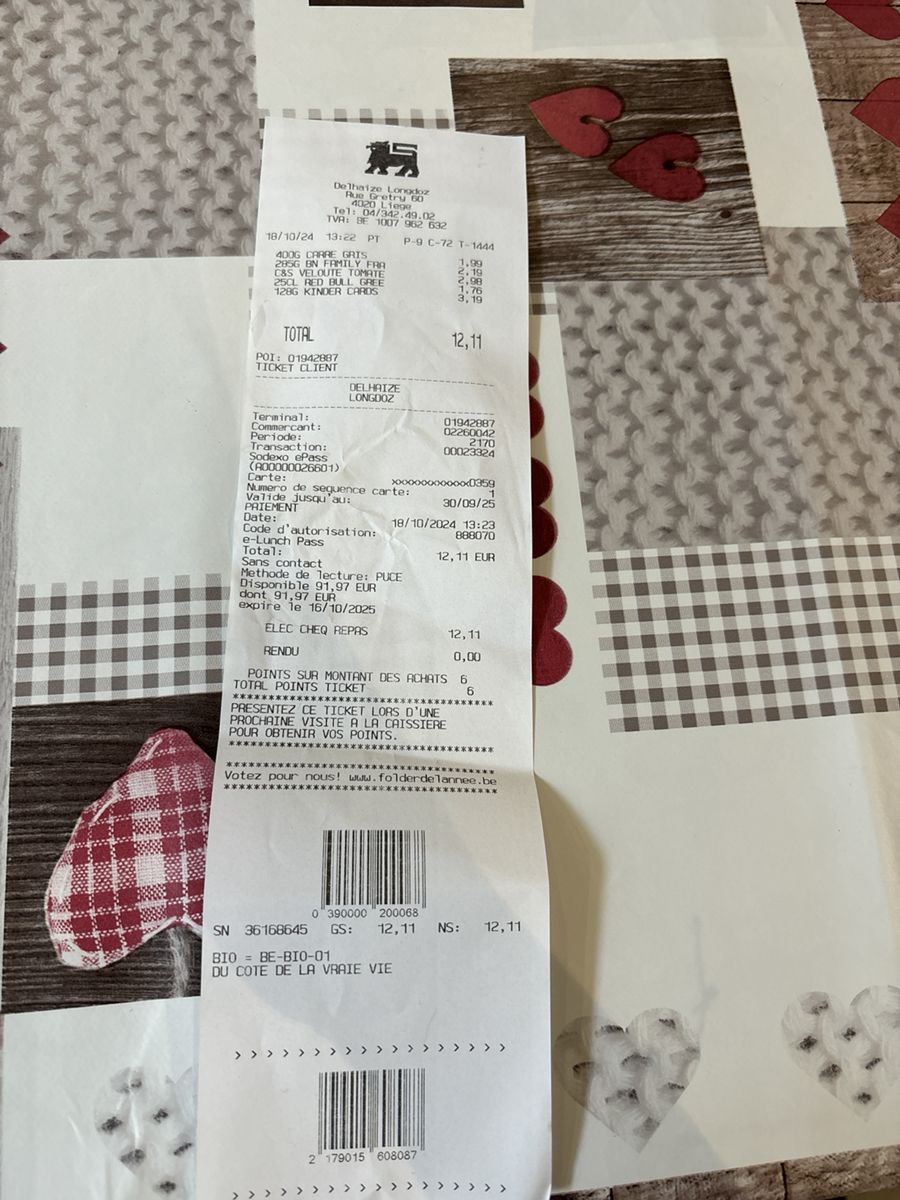 Delhaize Longdoz
Rue Gretry 60
4020 Liege
Tel: 04/342.49.02
TVA: BE 1007 962 632
18/10/24 13:22 PT P-9 C-72 T-1444
400G CARRE GRIS 1,99
285G BN FAMILY FRA 2,19
C&S VELOUTE TOMATE 2,98
25CL RED BULL GREE 1,76
128G KINDER CARDS 3,19
TOTAL 12,11
POI: 01942887
TICKET CLIENT
DELHAIZE
LONGDOZ
Terminal: 01942887
Commercant: 02260042
Periode: 2170
Transaction: 00023324
Sodexo ePass
(A00000026601)
Carte: xxxxxxxxxxxx0359
Numero de sequence carte: 1
Valide jusqu'au: 30/09/25
PAIEMENT
Date: 18/10/2024 13:23
Code d'autorisation: 888070
e-Lunch Pass
Total: 12,11 EUR
Sans contact
Methode de lecture: PUCE
Disponible 91,97 EUR
dont 91,97 EUR
expire le 16/10/2025
ELEC CHEQ REPAS 12,11
RENDU 0,00
POINTS SUR MONTANT DES ACHATS 6
TOTAL POINTS TICKET 6
****************************************
PRESENTEZ CE TICKET LORS D'UNE
PROCHAINE VISITE A LA CAISSIERE
POUR OBTENIR VOS POINTS.
****************************************
****************************************
Votez pour nous! www.folderdelannee.be
****************************************
0 390000 200068
SN 36168645 GS: 12,11 NS: 12,11
BIO = BE-BIO-01
DU COTE DE LA VRAIE VIE
> > > > > > > > > > > > > > > > >
2 179015 608087
> > > > > > > > > > > > > > > > >